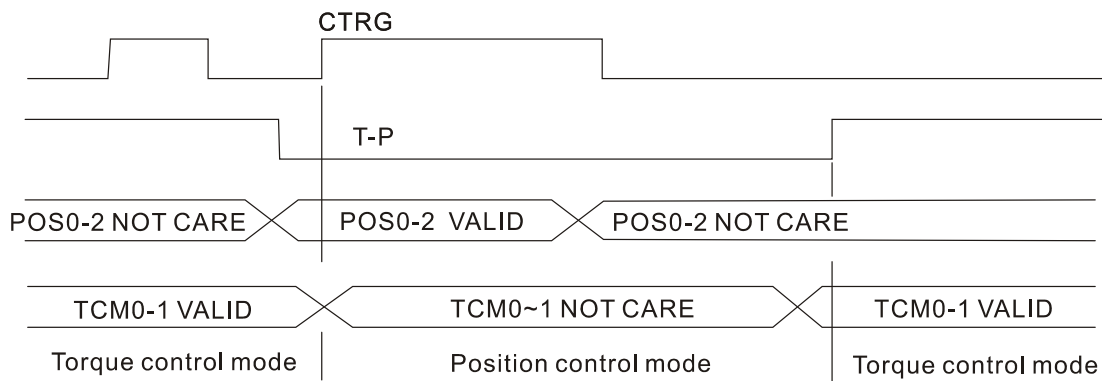 CTRG
T-P
POS0-2 NOT CARE POS0-2 VALID POS0-2 NOT CARE
TCM0-1 VALID TCM0~1 NOT CARE TCM0-1 VALID
Torque control mode Position control mode Torque control mode